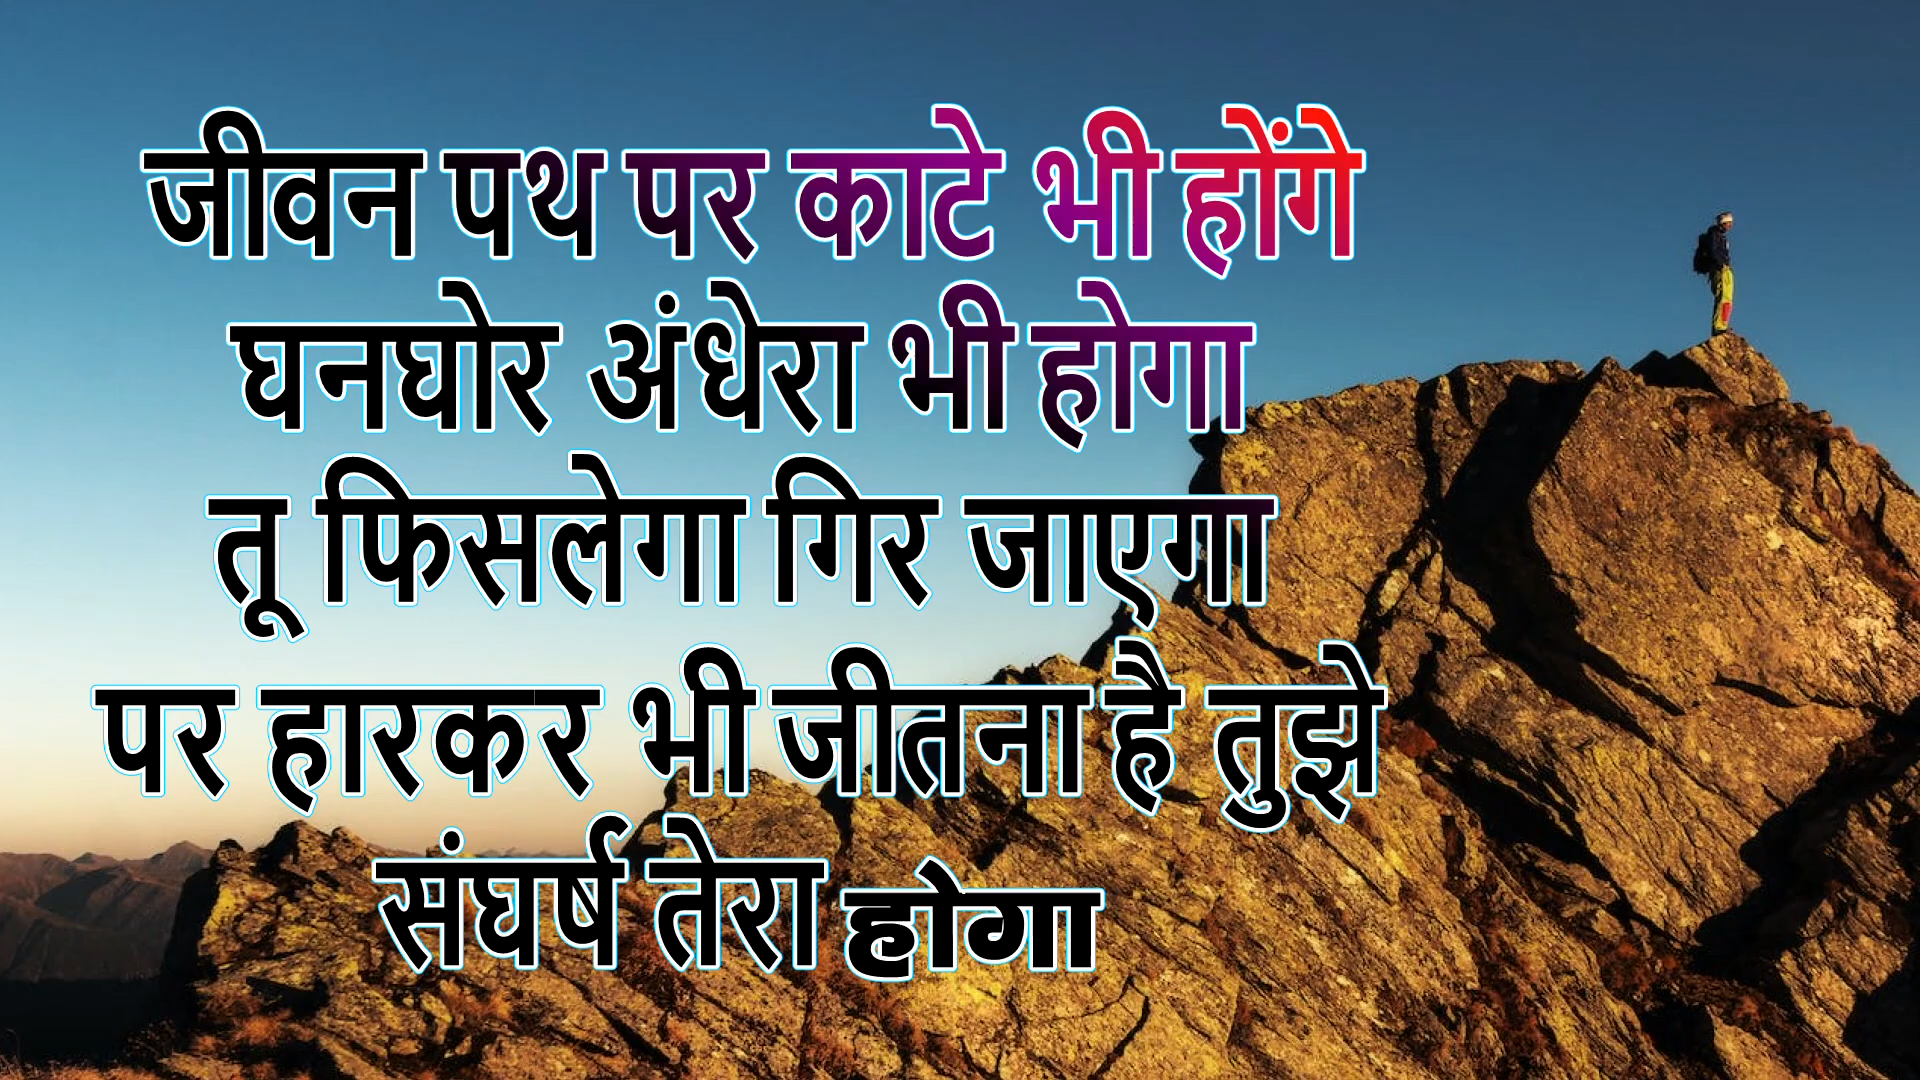 जीवन पथ पर काटे भी होंगे
घनघोर अंधेरा भी होगा
तू फिसलेगा गिर जाएगा
पर हारकर भी जीतना है तुझे
संघर्ष तेरा होगा